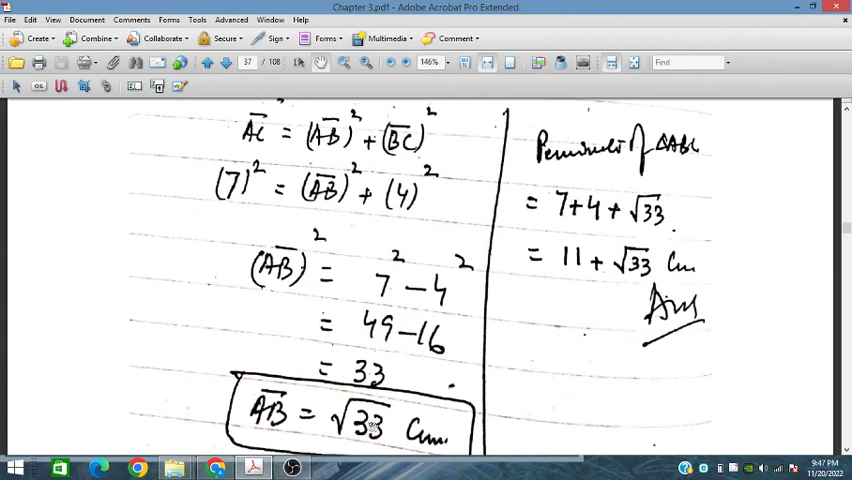 Chapter 3.pdf - Adobe Acrobat Pro Extended
File Edit View Document Comments Forms Tools Advanced Window Help
Create Combine Collaborate Secure Sign Forms Multimedia Comment
37 / 108 146% Find
AC² = (AB)² + (BC)²
(7)² = (AB)² + (4)²
(AB)² = 7² - 4²
= 49 - 16
= 33
AB = √33 Cm.
Perimeter of ΔABC
= 7+4+√33.
= 11 + √33 Cm
Ans
9:47 PM
11/20/2022